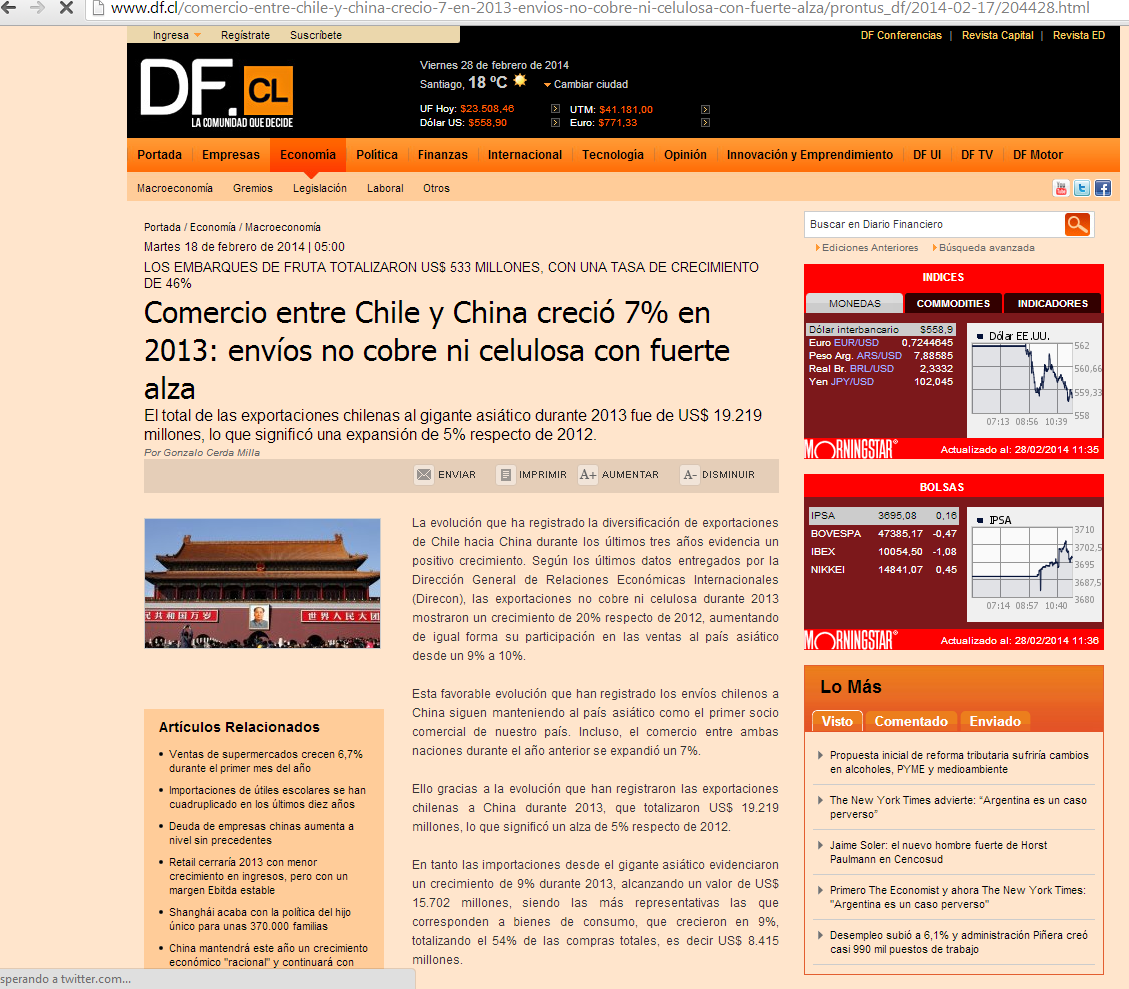 www.df.cl/comercio-entre-chile-y-china-crecio-7-en-2013-envios-no-cobre-ni-celulosa-con-fuerte-alza/prontus_df/2014-02-17/204428.html
Ingresa Regístrate Suscríbete
DF Conferencias | Revista Capital | Revista ED
DF.CL
LA COMUNIDAD QUE DECIDE
Viernes 28 de febrero de 2014
Santiago, 18 ºC Cambiar ciudad
UF Hoy: $23.508,46 UTM: $41.181,00
Dólar US: $558,90 Euro: $771,33
Portada Empresas Economía Política Finanzas Internacional Tecnología Opinión Innovación y Emprendimiento DF UI DF TV DF Motor
Macroeconomía Gremios Legislación Laboral Otros
Portada / Economía / Macroeconomía
Martes 18 de febrero de 2014 | 05:00
LOS EMBARQUES DE FRUTA TOTALIZARON US$ 533 MILLONES, CON UNA TASA DE CRECIMIENTO
DE 46%
Comercio entre Chile y China creció 7% en
2013: envíos no cobre ni celulosa con fuerte
alza
El total de las exportaciones chilenas al gigante asiático durante 2013 fue de US$ 19.219
millones, lo que significó una expansión de 5% respecto de 2012.
Por Gonzalo Cerda Milla
ENVIAR IMPRIMIR A+ AUMENTAR A- DISMINUIR
民共和国万岁 世界人民大团
La evolución que ha registrado la diversificación de exportaciones
de Chile hacia China durante los últimos tres años evidencia un
positivo crecimiento. Según los últimos datos entregados por la
Dirección General de Relaciones Económicas Internacionales
(Direcon), las exportaciones no cobre ni celulosa durante 2013
mostraron un crecimiento de 20% respecto de 2012, aumentando
de igual forma su participación en las ventas al país asiático
desde un 9% a 10%.
Esta favorable evolución que han registrado los envíos chilenos a
China siguen manteniendo al país asiático como el primer socio
comercial de nuestro país. Incluso, el comercio entre ambas
naciones durante el año anterior se expandió un 7%.
Ello gracias a la evolución que han registraron las exportaciones
chilenas a China durante 2013, que totalizaron US$ 19.219
millones, lo que significó un alza de 5% respecto de 2012.
En tanto las importaciones desde el gigante asiático evidenciaron
un crecimiento de 9% durante 2013, alcanzando un valor de US$
15.702 millones, siendo las más representativas las que
corresponden a bienes de consumo, que crecieron en 9%,
totalizando el 54% de las compras totales, es decir US$ 8.415
millones.
Artículos Relacionados
Ventas de supermercados crecen 6,7%
durante el primer mes del año
Importaciones de útiles escolares se han
cuadruplicado en los últimos diez años
Deuda de empresas chinas aumenta a
nivel sin precedentes
Retail cerraría 2013 con menor
crecimiento en ingresos, pero con un
margen Ebitda estable
Shanghái acaba con la política del hijo
único para unas 370.000 familias
China mantendrá este año un crecimiento
económico "racional" y continuará con
sperando a twitter.com...
Buscar en Diario Financiero
Ediciones Anteriores Búsqueda avanzada
INDICES
MONEDAS COMMODITIES INDICADORES
Dólar interbancario $558,9
Euro EUR/USD 0,7244645
Peso Arg. ARS/USD 7,88585
Real Br. BRL/USD 2,3332
Yen JPY/USD 102,045
Dólar EE.UU.
562
560,66
559,33
558
07:13 08:56 10:39
MORNINGSTAR® Actualizado al: 28/02/2014 11:35
BOLSAS
IPSA 3695,08 0,16
BOVESPA 47385,17 -0,47
IBEX 10054,50 -1,08
NIKKEI 14841,07 0,45
IPSA
3710
3702,5
3695
3687,5
3680
07:14 08:57 10:40
MORNINGSTAR® Actualizado al: 28/02/2014 11:36
Lo Más
Visto Comentado Enviado
Propuesta inicial de reforma tributaria sufriría cambios
en alcoholes, PYME y medioambiente
The New York Times advierte: “Argentina es un caso
perverso”
Jaime Soler: el nuevo hombre fuerte de Horst
Paulmann en Cencosud
Primero The Economist y ahora The New York Times:
"Argentina es un caso perverso"
Desempleo subió a 6,1% y administración Piñera creó
casi 990 mil puestos de trabajo